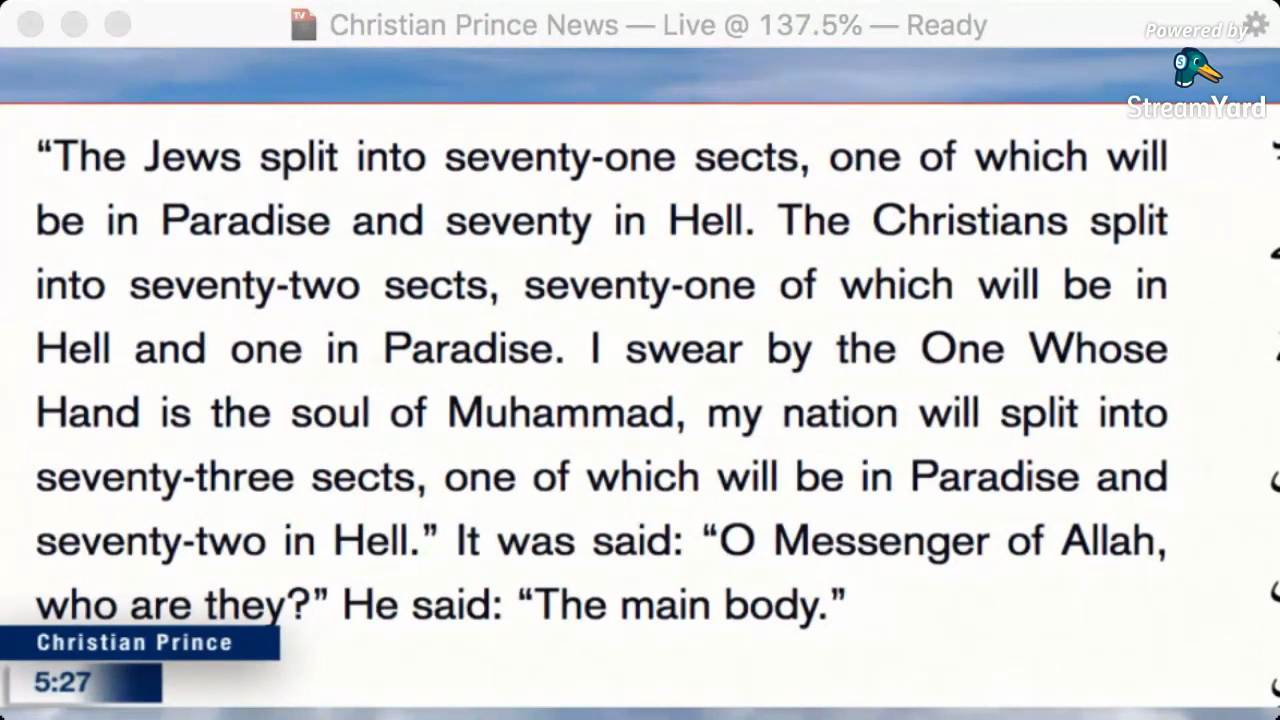 Christian Prince News — Live @ 137.5% — Ready
Powered by
StreamYard
“The Jews split into seventy-one sects, one of which will
be in Paradise and seventy in Hell. The Christians split
into seventy-two sects, seventy-one of which will be in
Hell and one in Paradise. I swear by the One Whose
Hand is the soul of Muhammad, my nation will split into
seventy-three sects, one of which will be in Paradise and
seventy-two in Hell.” It was said: “O Messenger of Allah,
who are they?” He said: “The main body.”
Christian Prince
5:27